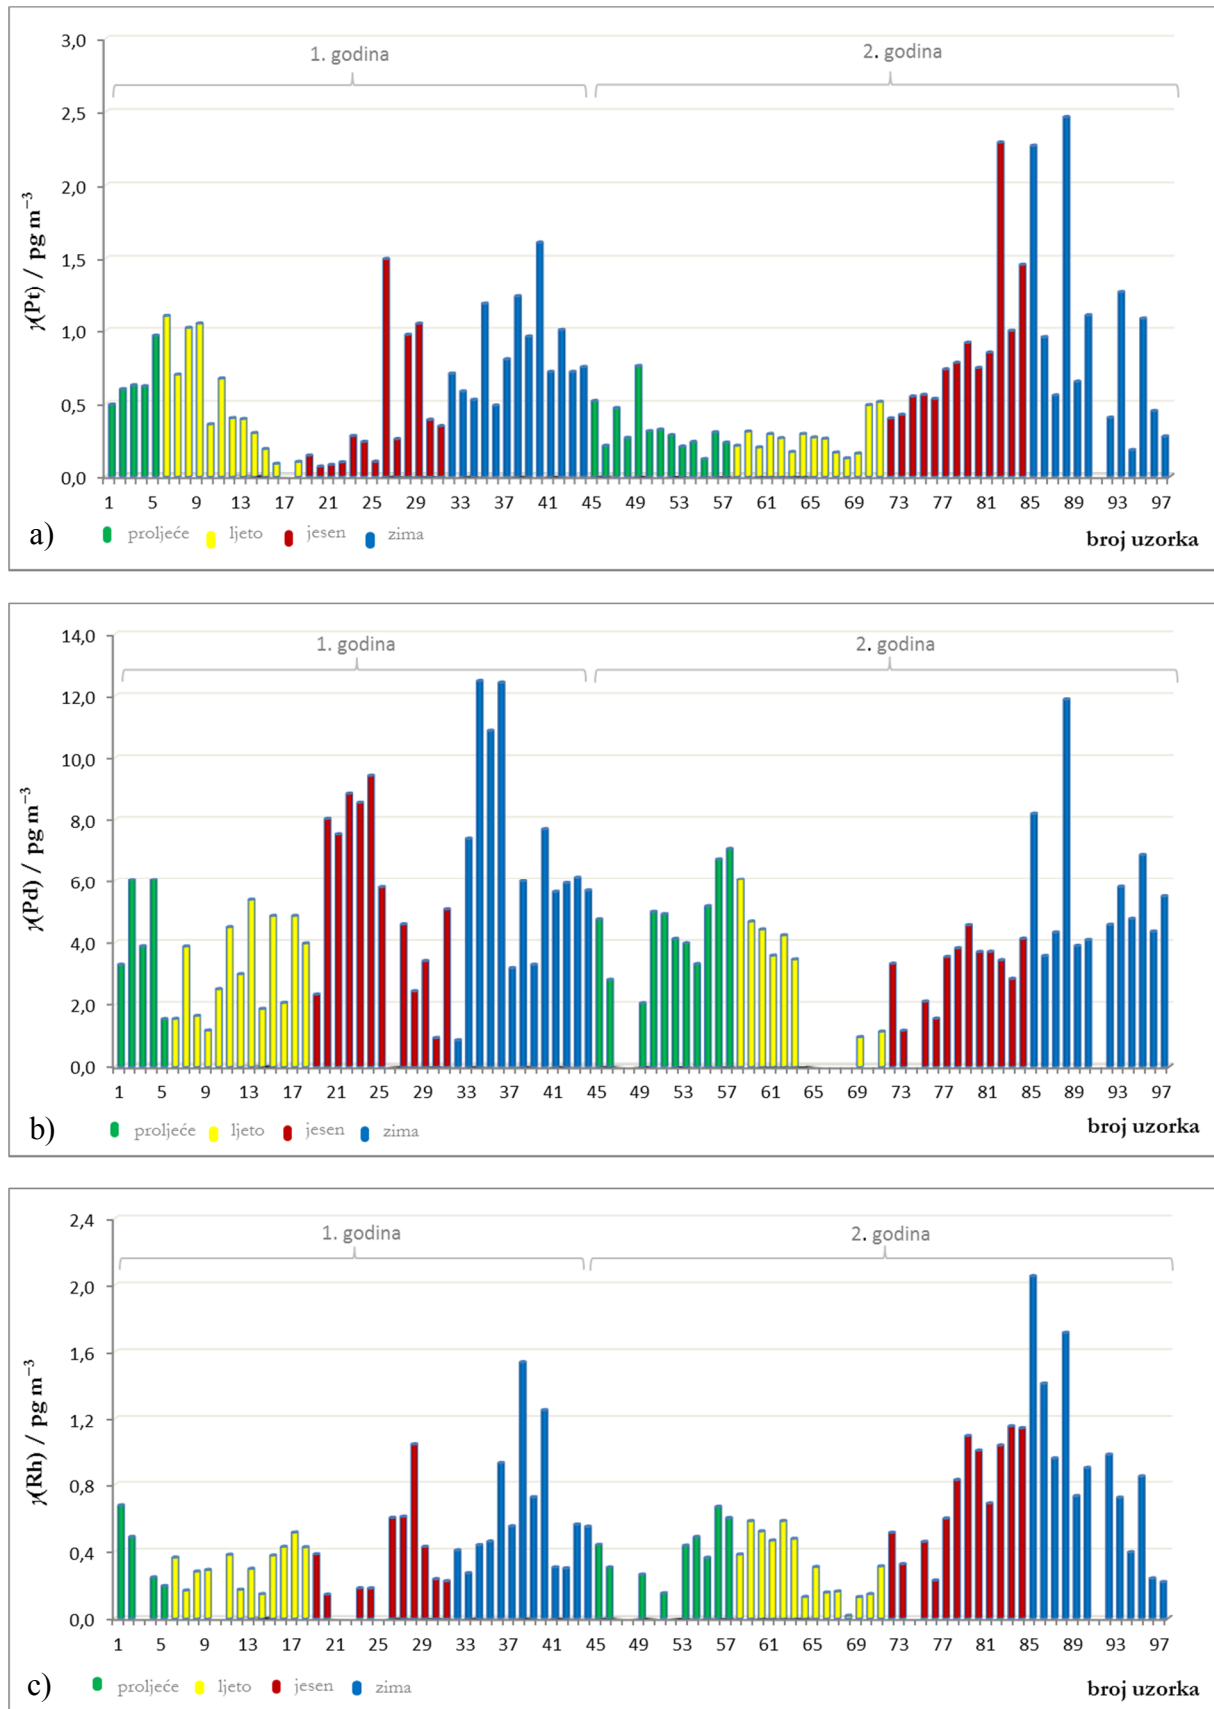 3,0
1. godina
2. godina
2,5
2,0
1,5
1,0
0,5
0,0
γ(Pt) / pg m⁻³
1 5 9 13 17 21 25 29 33 37 41 45 49 53 57 61 65 69 73 77 81 85 89 93 97
a)
proljeće ljeto jesen zima
broj uzorka
14,0
1. godina
2. godina
12,0
10,0
8,0
6,0
4,0
2,0
0,0
γ(Pd) / pg m⁻³
1 5 9 13 17 21 25 29 33 37 41 45 49 53 57 61 65 69 73 77 81 85 89 93 97
b)
proljeće ljeto jesen zima
broj uzorka
2,4
1. godina
2. godina
2,0
1,6
1,2
0,8
0,4
0,0
γ(Rh) / pg m⁻³
1 5 9 13 17 21 25 29 33 37 41 45 49 53 57 61 65 69 73 77 81 85 89 93 97
c)
proljeće ljeto jesen zima
broj uzorka